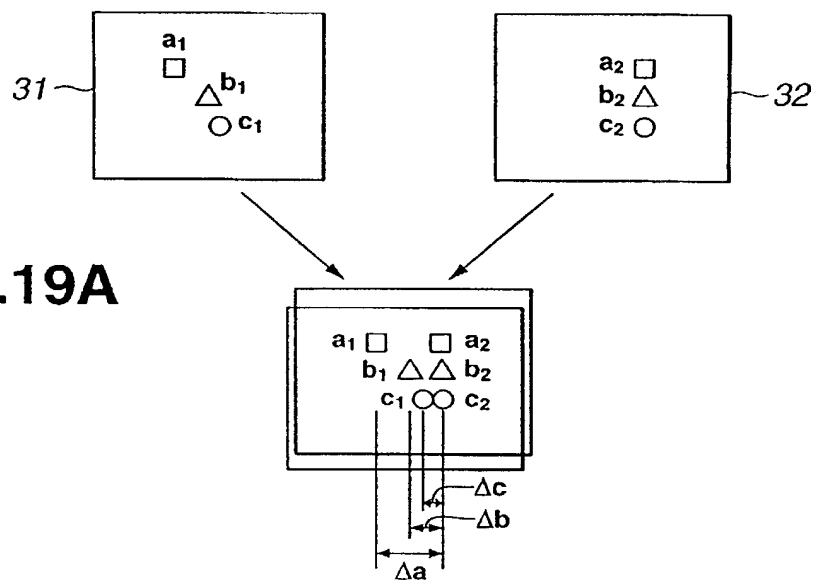 a₁
31
b₁
c₁
a₂
b₂
32
c₂
.19A
a₁ a₂
b₁ b₂
c₁ c₂
Δc
Δb
Δa